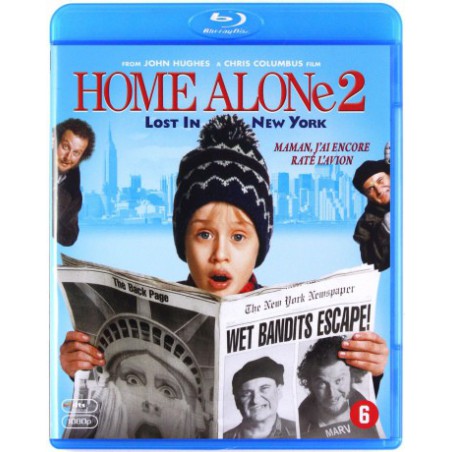 Blu-ray Disc
FROM JOHN HUGHES A CHRIS COLUMBUS FILM
HOME ALONe 2
LOST IN NEW YORK
MAMAN, J'AI ENCORE
RATÉ L'AVION
The Back Page
The New York Newspaper
WET BANDITS ESCAPE!
MARV
6
1080p